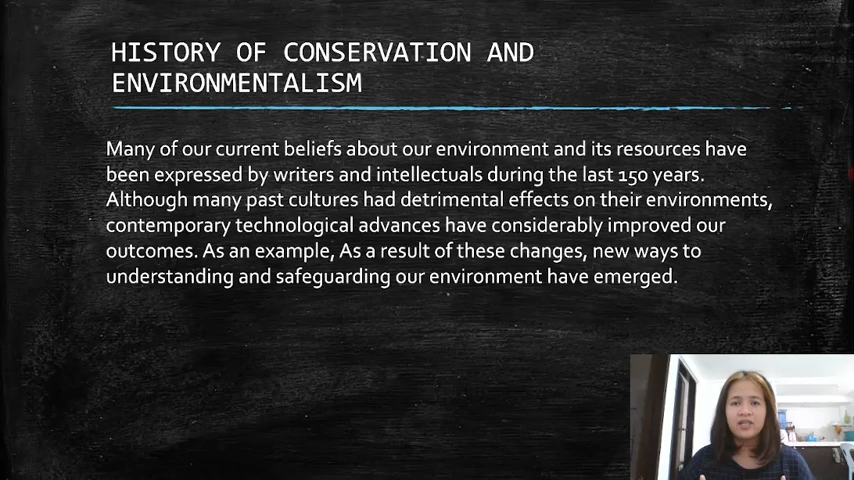 HISTORY OF CONSERVATION AND
ENVIRONMENTALISM
Many of our current beliefs about our environment and its resources have
been expressed by writers and intellectuals during the last 150 years.
Although many past cultures had detrimental effects on their environments,
contemporary technological advances have considerably improved our
outcomes. As an example, As a result of these changes, new ways to
understanding and safeguarding our environment have emerged.